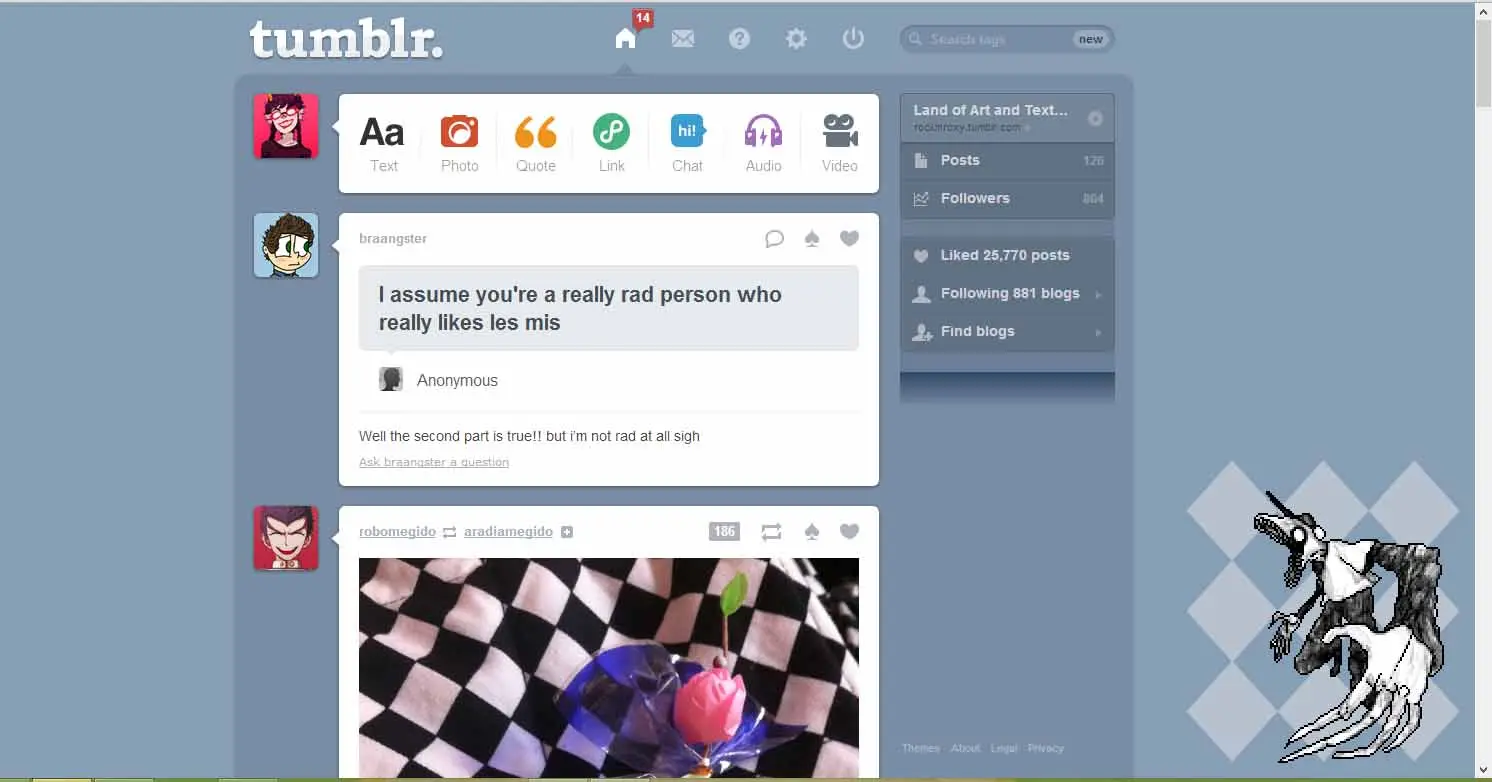 tumblr.
14
Search tags
new
Aa
Text
Photo
Quote
Link
hi!
Chat
Audio
Video
Land of Art and Text...
rockinroxy.tumblr.com
Posts 126
Followers 804
Liked 25,770 posts
Following 881 blogs
Find blogs
braangster
I assume you're a really rad person who
really likes les mis
Anonymous
Well the second part is true!! but i'm not rad at all sigh
Ask braangster a question
robomegido aradiamegido
186
Themes About Legal Privacy